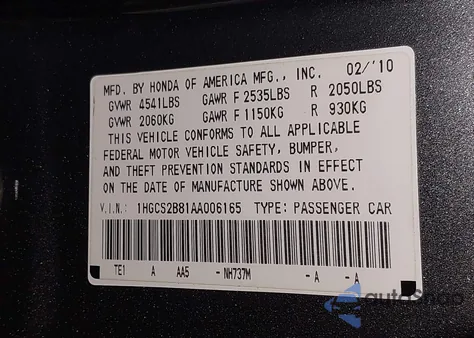 MFD. BY HONDA OF AMERICA MFG., INC. 02/'10
GVWR 4541LBS GAWR F 2535LBS R 2050LBS
GVWR 2060KG GAWR F 1150KG R 930KG
THIS VEHICLE CONFORMS TO ALL APPLICABLE
FEDERAL MOTOR VEHICLE SAFETY, BUMPER,
AND THEFT PREVENTION STANDARDS IN EFFECT
ON THE DATE OF MANUFACTURE SHOWN ABOVE.
V.I.N.: 1HGCS2B81AA006165 TYPE: PASSENGER CAR
TE1 A AA5 - NH737M - A - A
autoShop